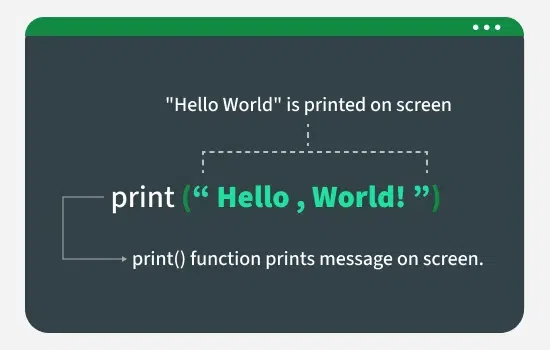 "Hello World" is printed on screen
print (“ Hello , World! ”)
print() function prints message on screen.